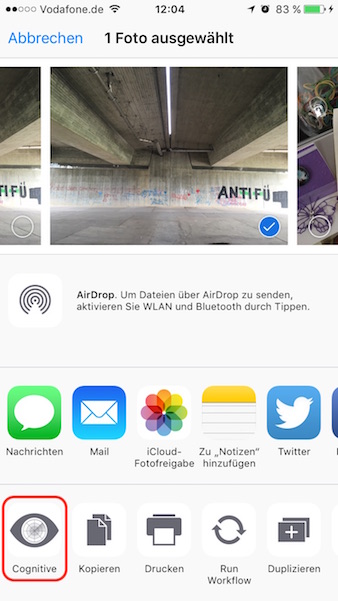 Vodafone.de 12:04 83 %
Abbrechen 1 Foto ausgewählt
ANTIFÜ ANTIFÜ
AirDrop. Um Dateien über AirDrop zu senden,
aktivieren Sie WLAN und Bluetooth durch Tippen.
Nachrichten Mail iCloud- Zu „Notizen" Twitter
Fotofreigabe hinzufügen
Cognitive Kopieren Drucken Run Duplizieren
Workflow